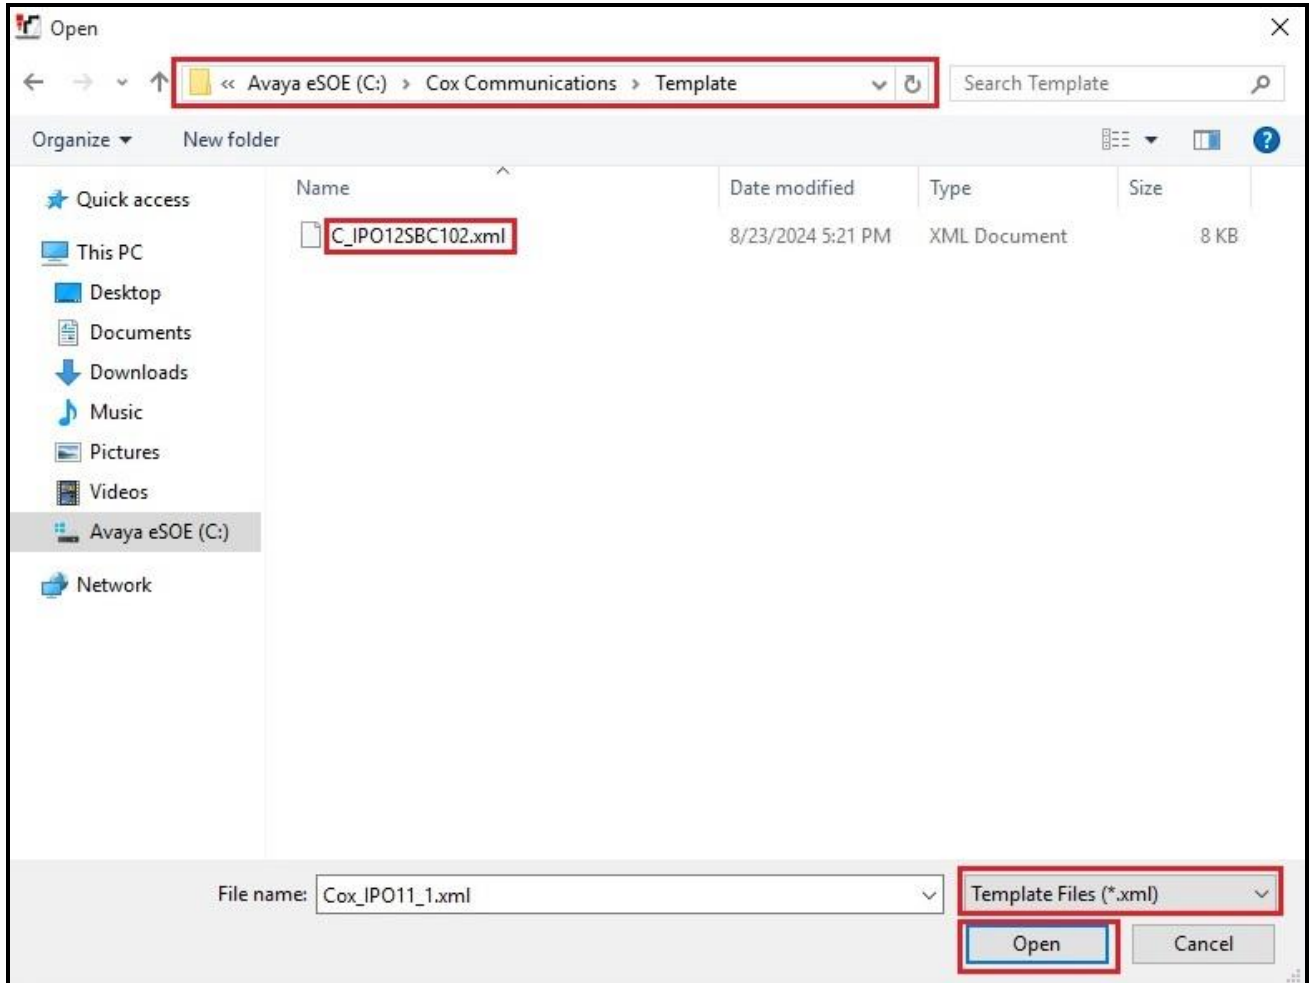 Open
« Avaya eSOE (C:) › Cox Communications › Template
Search Template
Organize
New folder
Name
Date modified
Type
Size
C_IPO12SBC102.xml
8/23/2024 5:21 PM
XML Document
8 KB
Quick access
This PC
Desktop
Documents
Downloads
Music
Pictures
Videos
Avaya eSOE (C:)
Network
File name:
Cox_IPO11_1.xml
Template Files (*.xml)
Open
Cancel